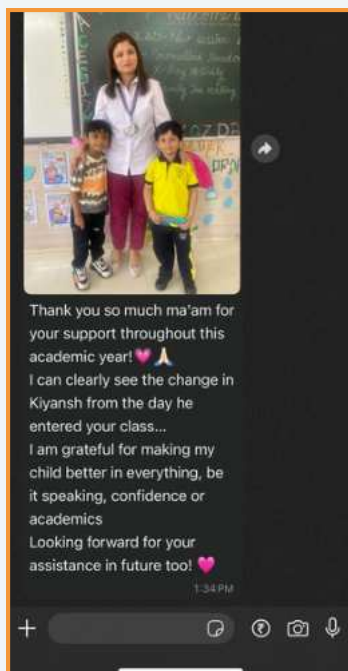 Thank you so much ma'am for
your support throughout this
academic year!💗🙏🏻
I can clearly see the change in
Kiyansh from the day he
entered your class...
I am grateful for making my
child better in everything, be
it speaking, confidence or
academics
Looking forward for your
assistance in future too! 💗
1:34 PM